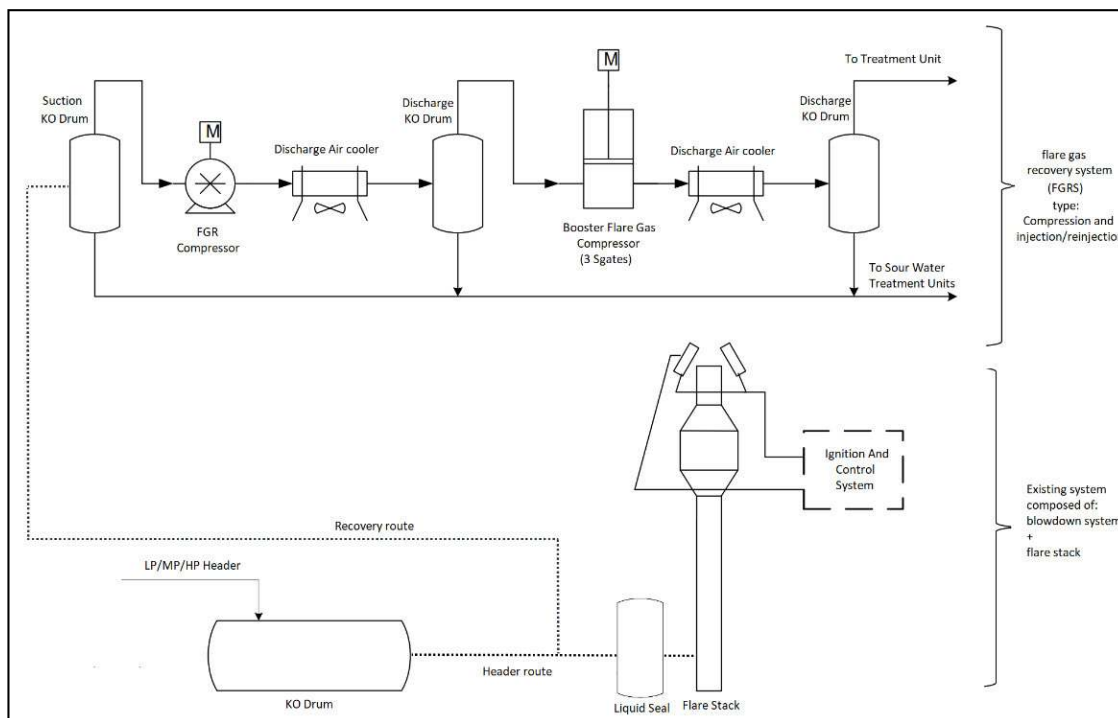 To Treatment Unit
M
Suction
KO Drum
Discharge
KO Drum
Discharge
KO Drum
M
Discharge Air cooler
Discharge Air cooler
flare gas
recovery system
(FGRS)
type:
Compression and
injection/reinjection
FGR
Compressor
Booster Flare Gas
Compressor
(3 Sgates)
To Sour Water
Treatment Units
Ignition And
Control
System
Existing system
composed of:
blowdown system
+
flare stack
Recovery route
LP/MP/HP Header
Header route
KO Drum
Liquid Seal
Flare Stack